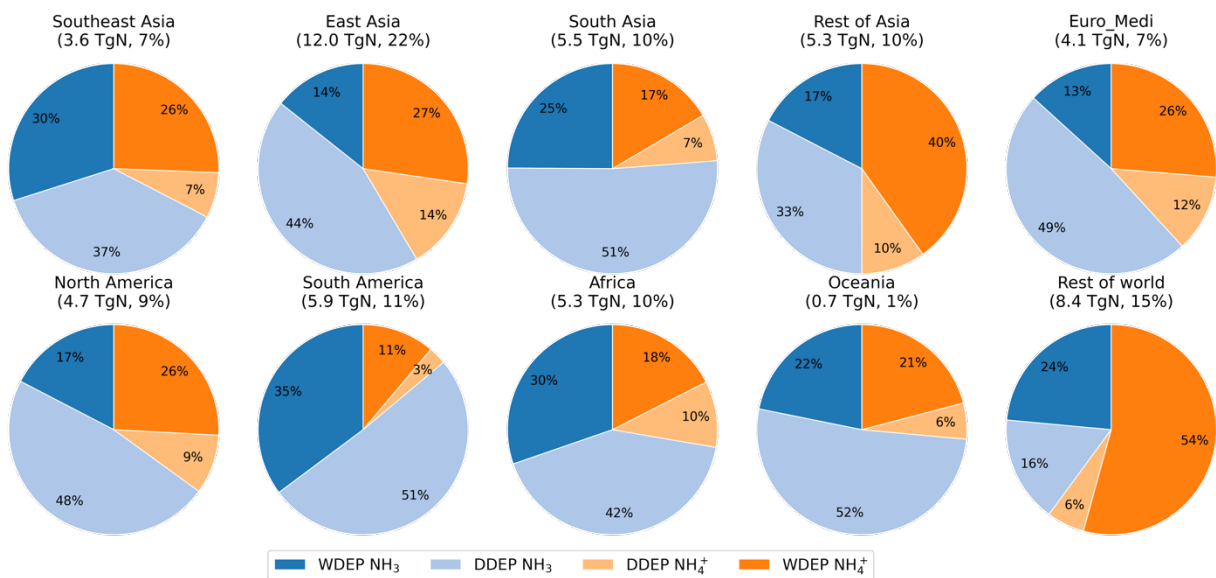 Southeast Asia
(3.6 TgN, 7%)
30%
26%
7%
37%
East Asia
(12.0 TgN, 22%)
14%
27%
14%
44%
South Asia
(5.5 TgN, 10%)
25%
17%
7%
51%
Rest of Asia
(5.3 TgN, 10%)
17%
40%
10%
33%
Euro_Medi
(4.1 TgN, 7%)
13%
26%
12%
49%
North America
(4.7 TgN, 9%)
17%
26%
9%
48%
South America
(5.9 TgN, 11%)
35%
11%
3%
51%
Africa
(5.3 TgN, 10%)
30%
18%
10%
42%
Oceania
(0.7 TgN, 1%)
22%
21%
6%
52%
Rest of world
(8.4 TgN, 15%)
24%
54%
6%
16%
WDEP NH₃ DDEP NH₃ DDEP NH₄⁺ WDEP NH₄⁺